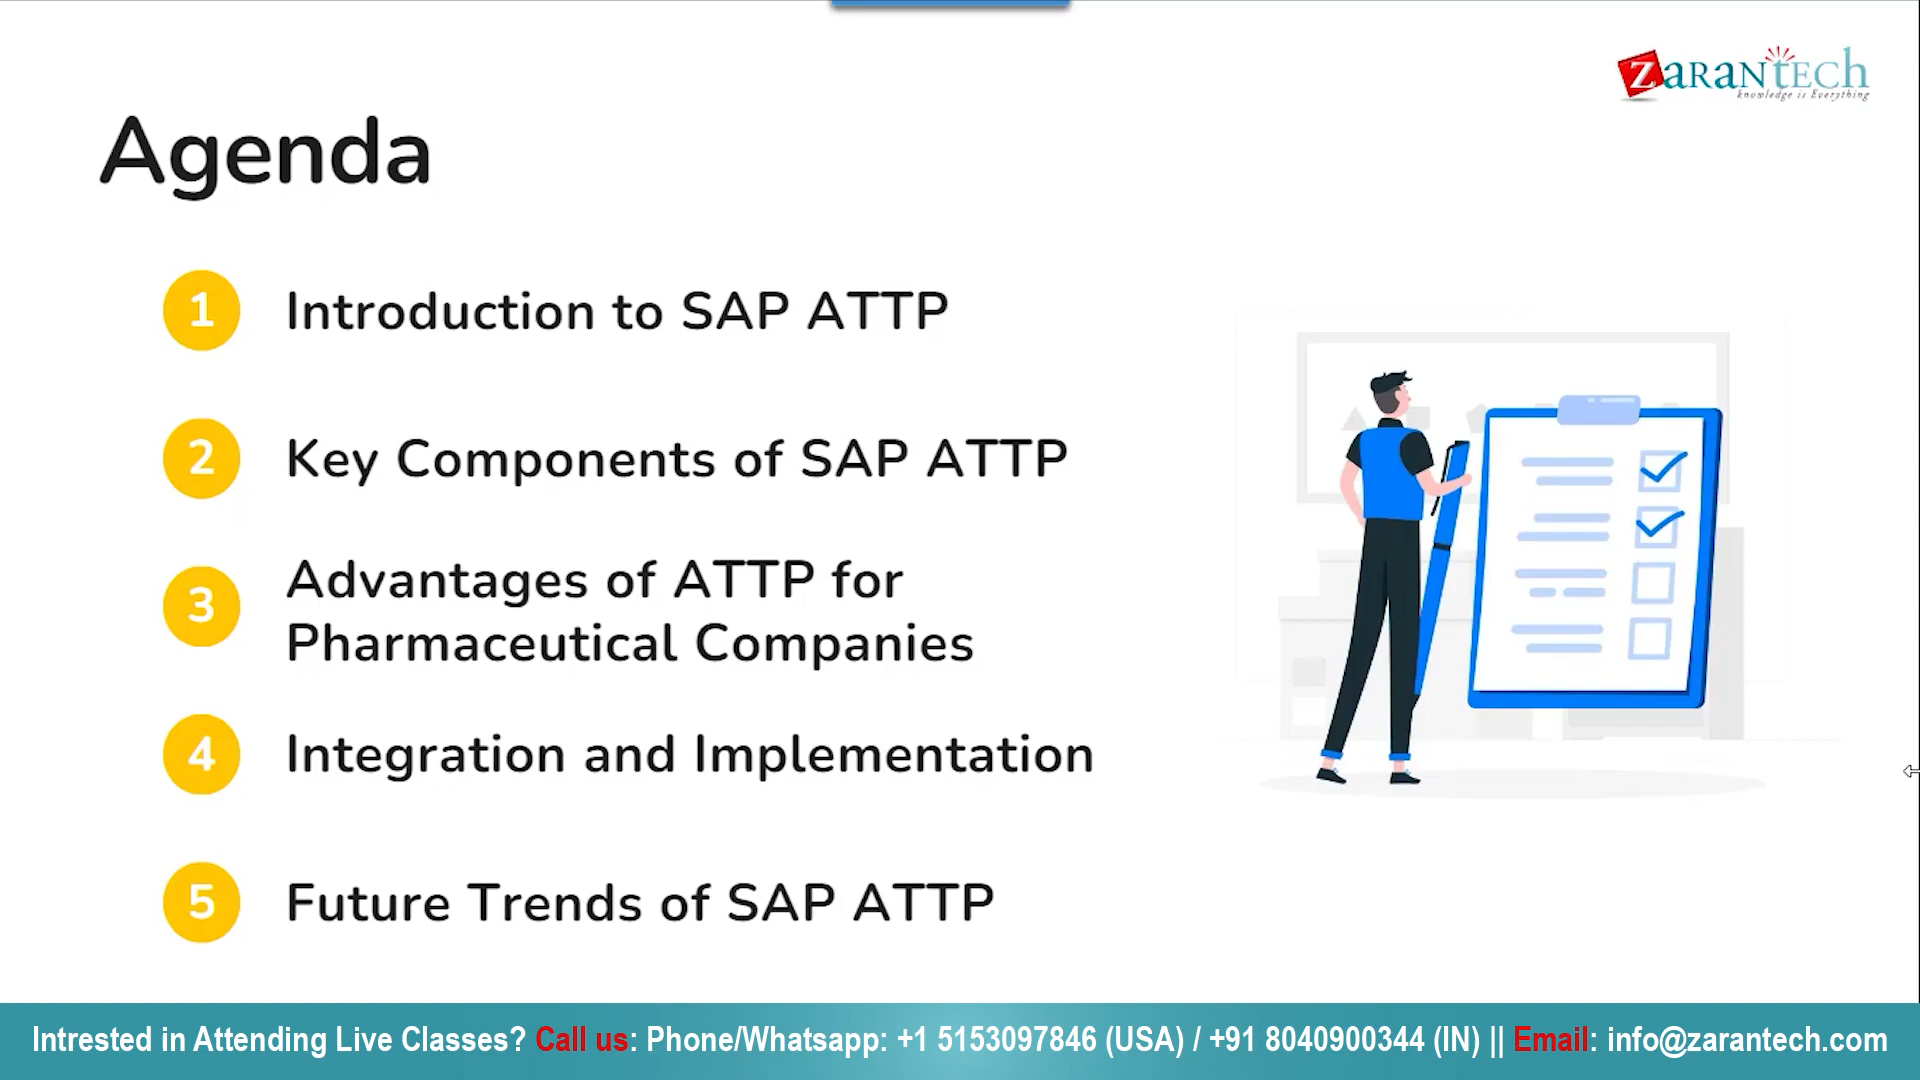 ZaranTech
knowledge is Everything
Agenda
1 Introduction to SAP ATTP
2 Key Components of SAP ATTP
3 Advantages of ATTP for
Pharmaceutical Companies
4 Integration and Implementation
5 Future Trends of SAP ATTP
Intrested in Attending Live Classes? Call us: Phone/Whatsapp: +1 5153097846 (USA) / +91 8040900344 (IN) || Email: info@zarantech.com